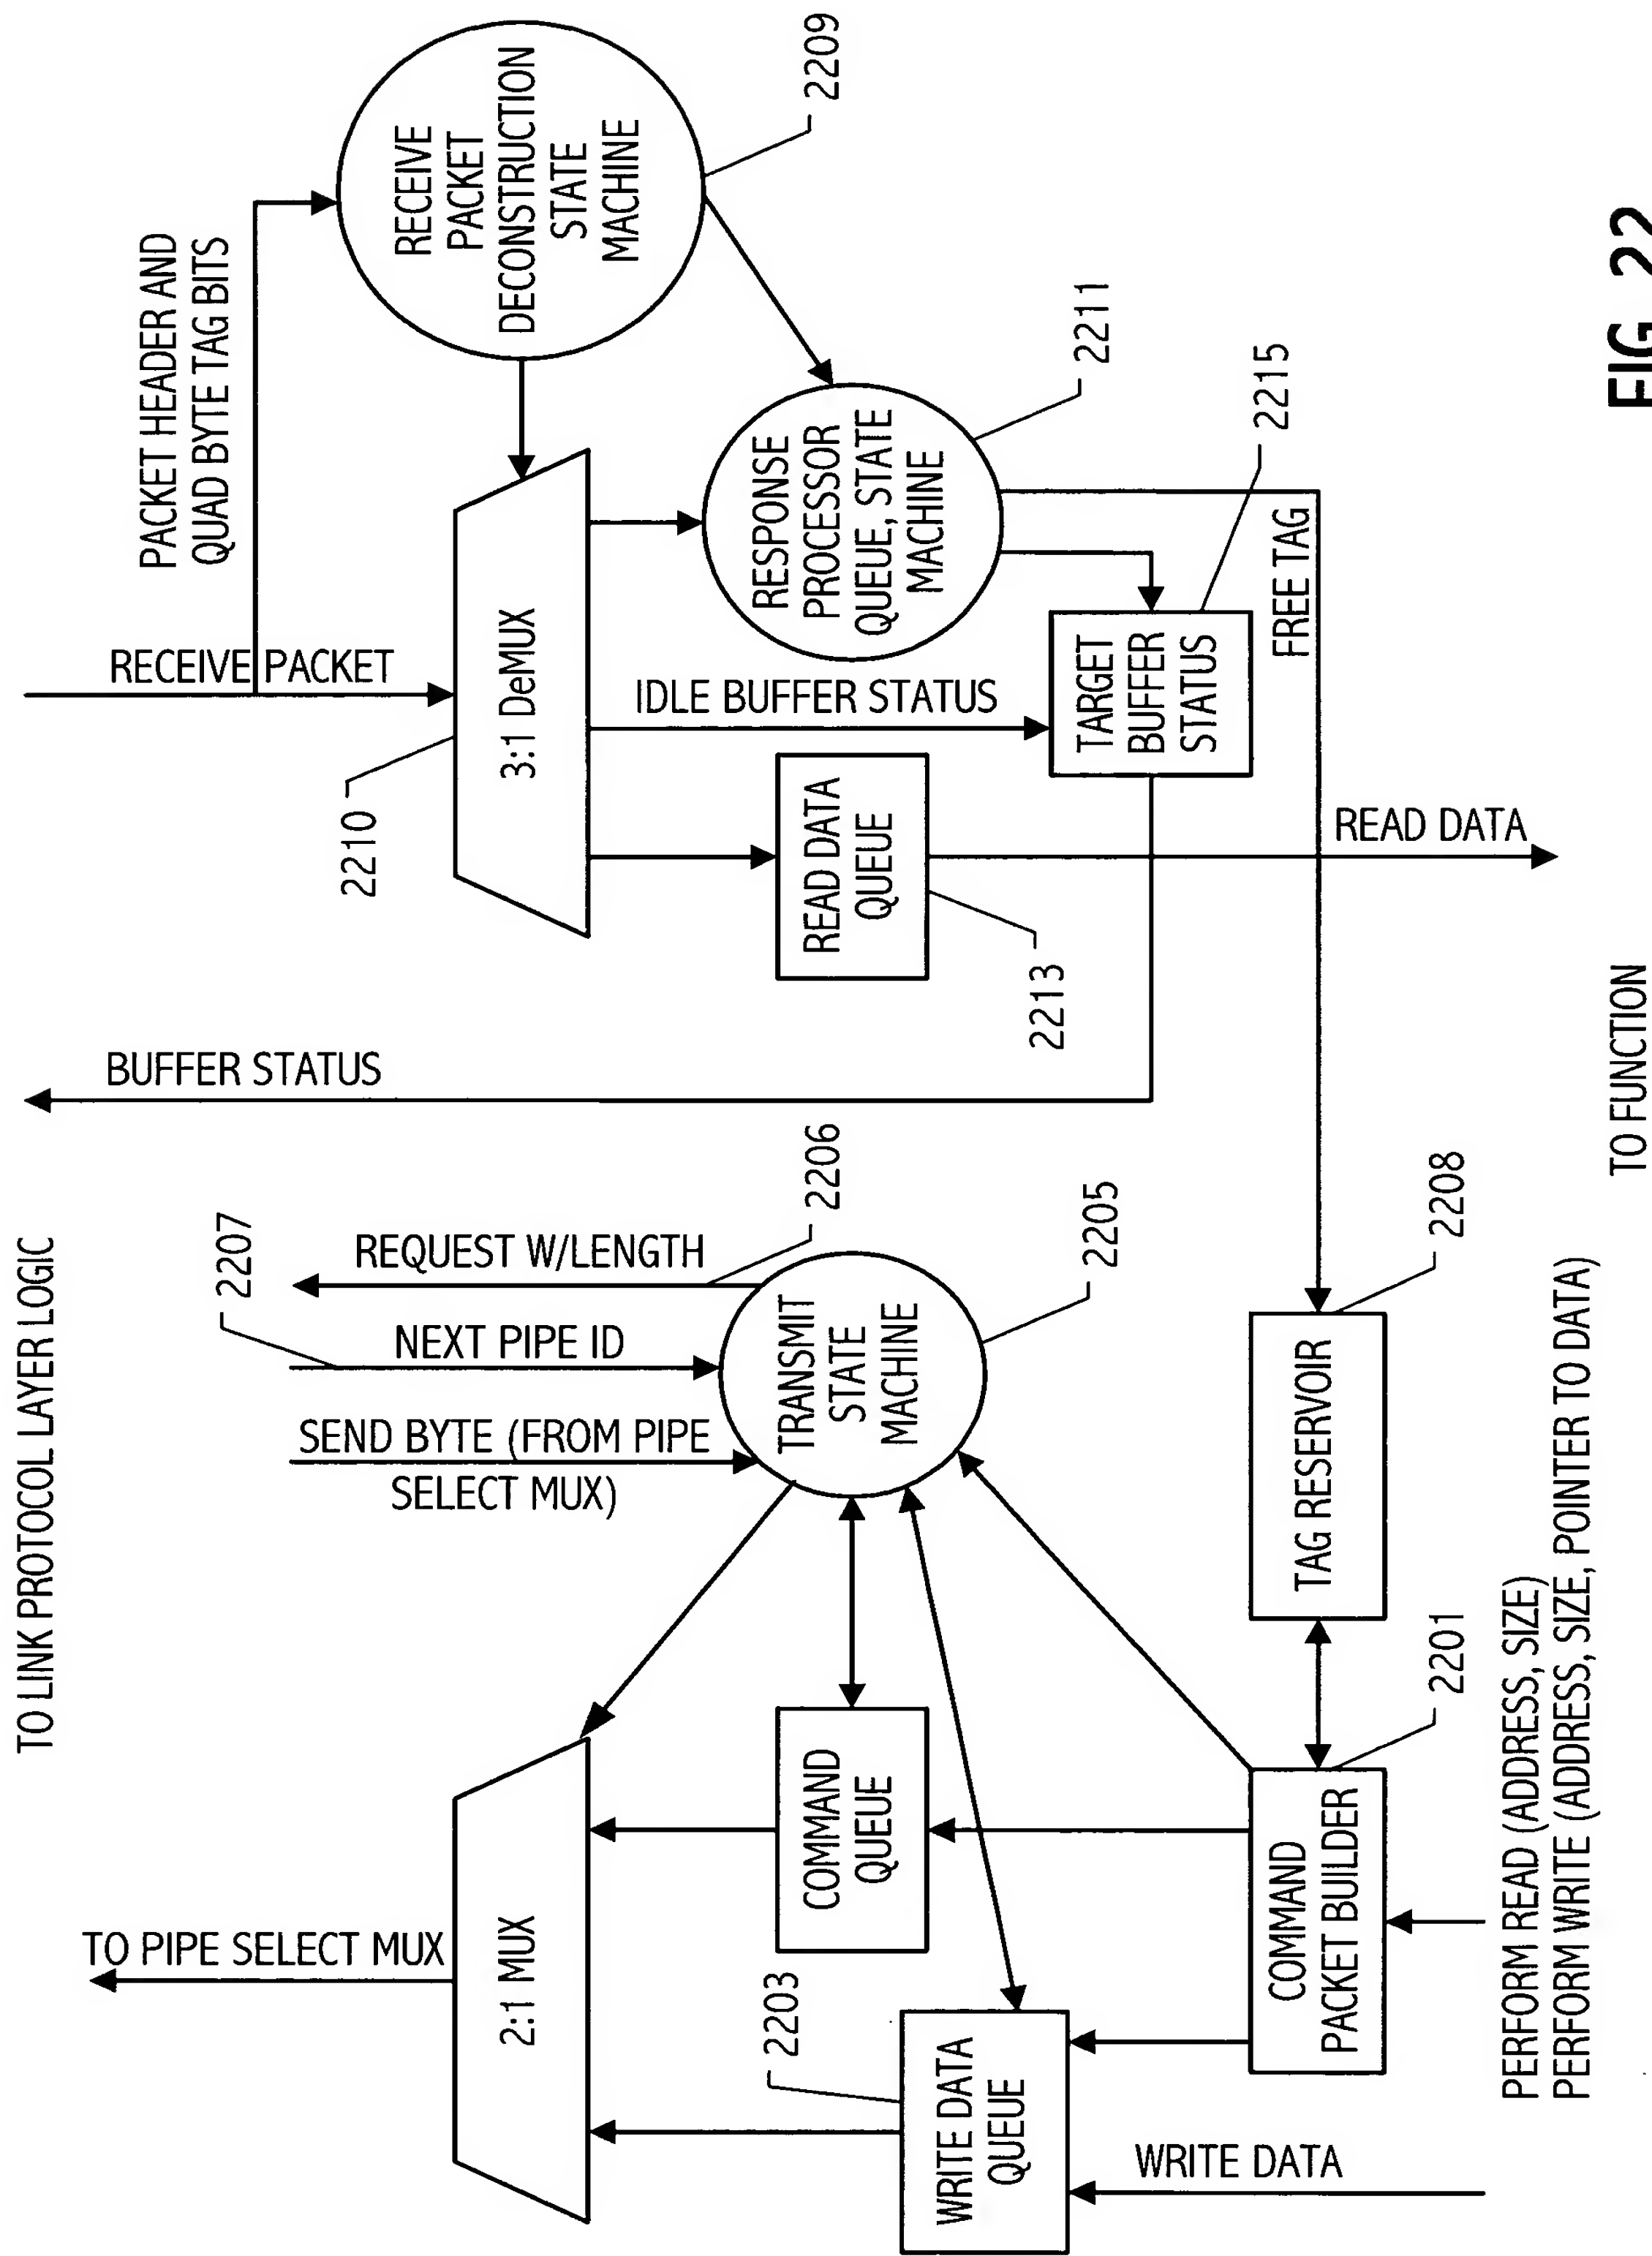 TO LINK PROTOCOL LAYER LOGIC
TO PIPE SELECT MUX
2:1 MUX
2203
WRITE DATA
QUEUE
WRITE DATA
COMMAND
QUEUE
COMMAND
PACKET BUILDER
2201
PERFORM READ (ADDRESS, SIZE)
PERFORM WRITE (ADDRESS, SIZE, POINTER TO DATA)
2207
REQUEST W/LENGTH
2206
NEXT PIPE ID
SEND BYTE (FROM PIPE
SELECT MUX)
TRANSMIT
STATE
MACHINE
2205
TAG RESERVOIR
2208
BUFFER STATUS
RECEIVE PACKET
PACKET HEADER AND
QUAD BYTE TAG BITS
2210
3:1 DeMUX
RECEIVE
PACKET
DECONSTRUCTION
STATE
MACHINE
2209
RESPONSE
PROCESSOR
QUEUE, STATE
MACHINE
2211
IDLE BUFFER STATUS
READ DATA
QUEUE
2213
TARGET
BUFFER
STATUS
2215
FREE TAG
READ DATA
TO FUNCTION
FIG. 22